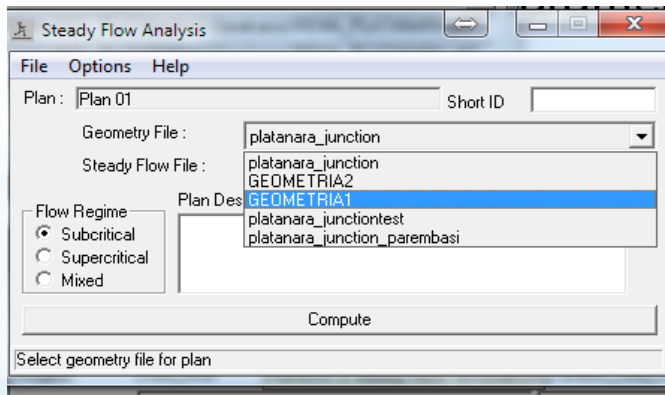 Steady Flow Analysis
File Options Help
Plan : Plan 01 Short ID
Geometry File : platanara_junction
Steady Flow File : platanara_junction
GEOMETRIA2
Plan Des GEOMETRIA1
platanara_junctiontest
platanara_junction_parembasi
Flow Regime
Subcritical
Supercritical
Mixed
Compute
Select geometry file for plan